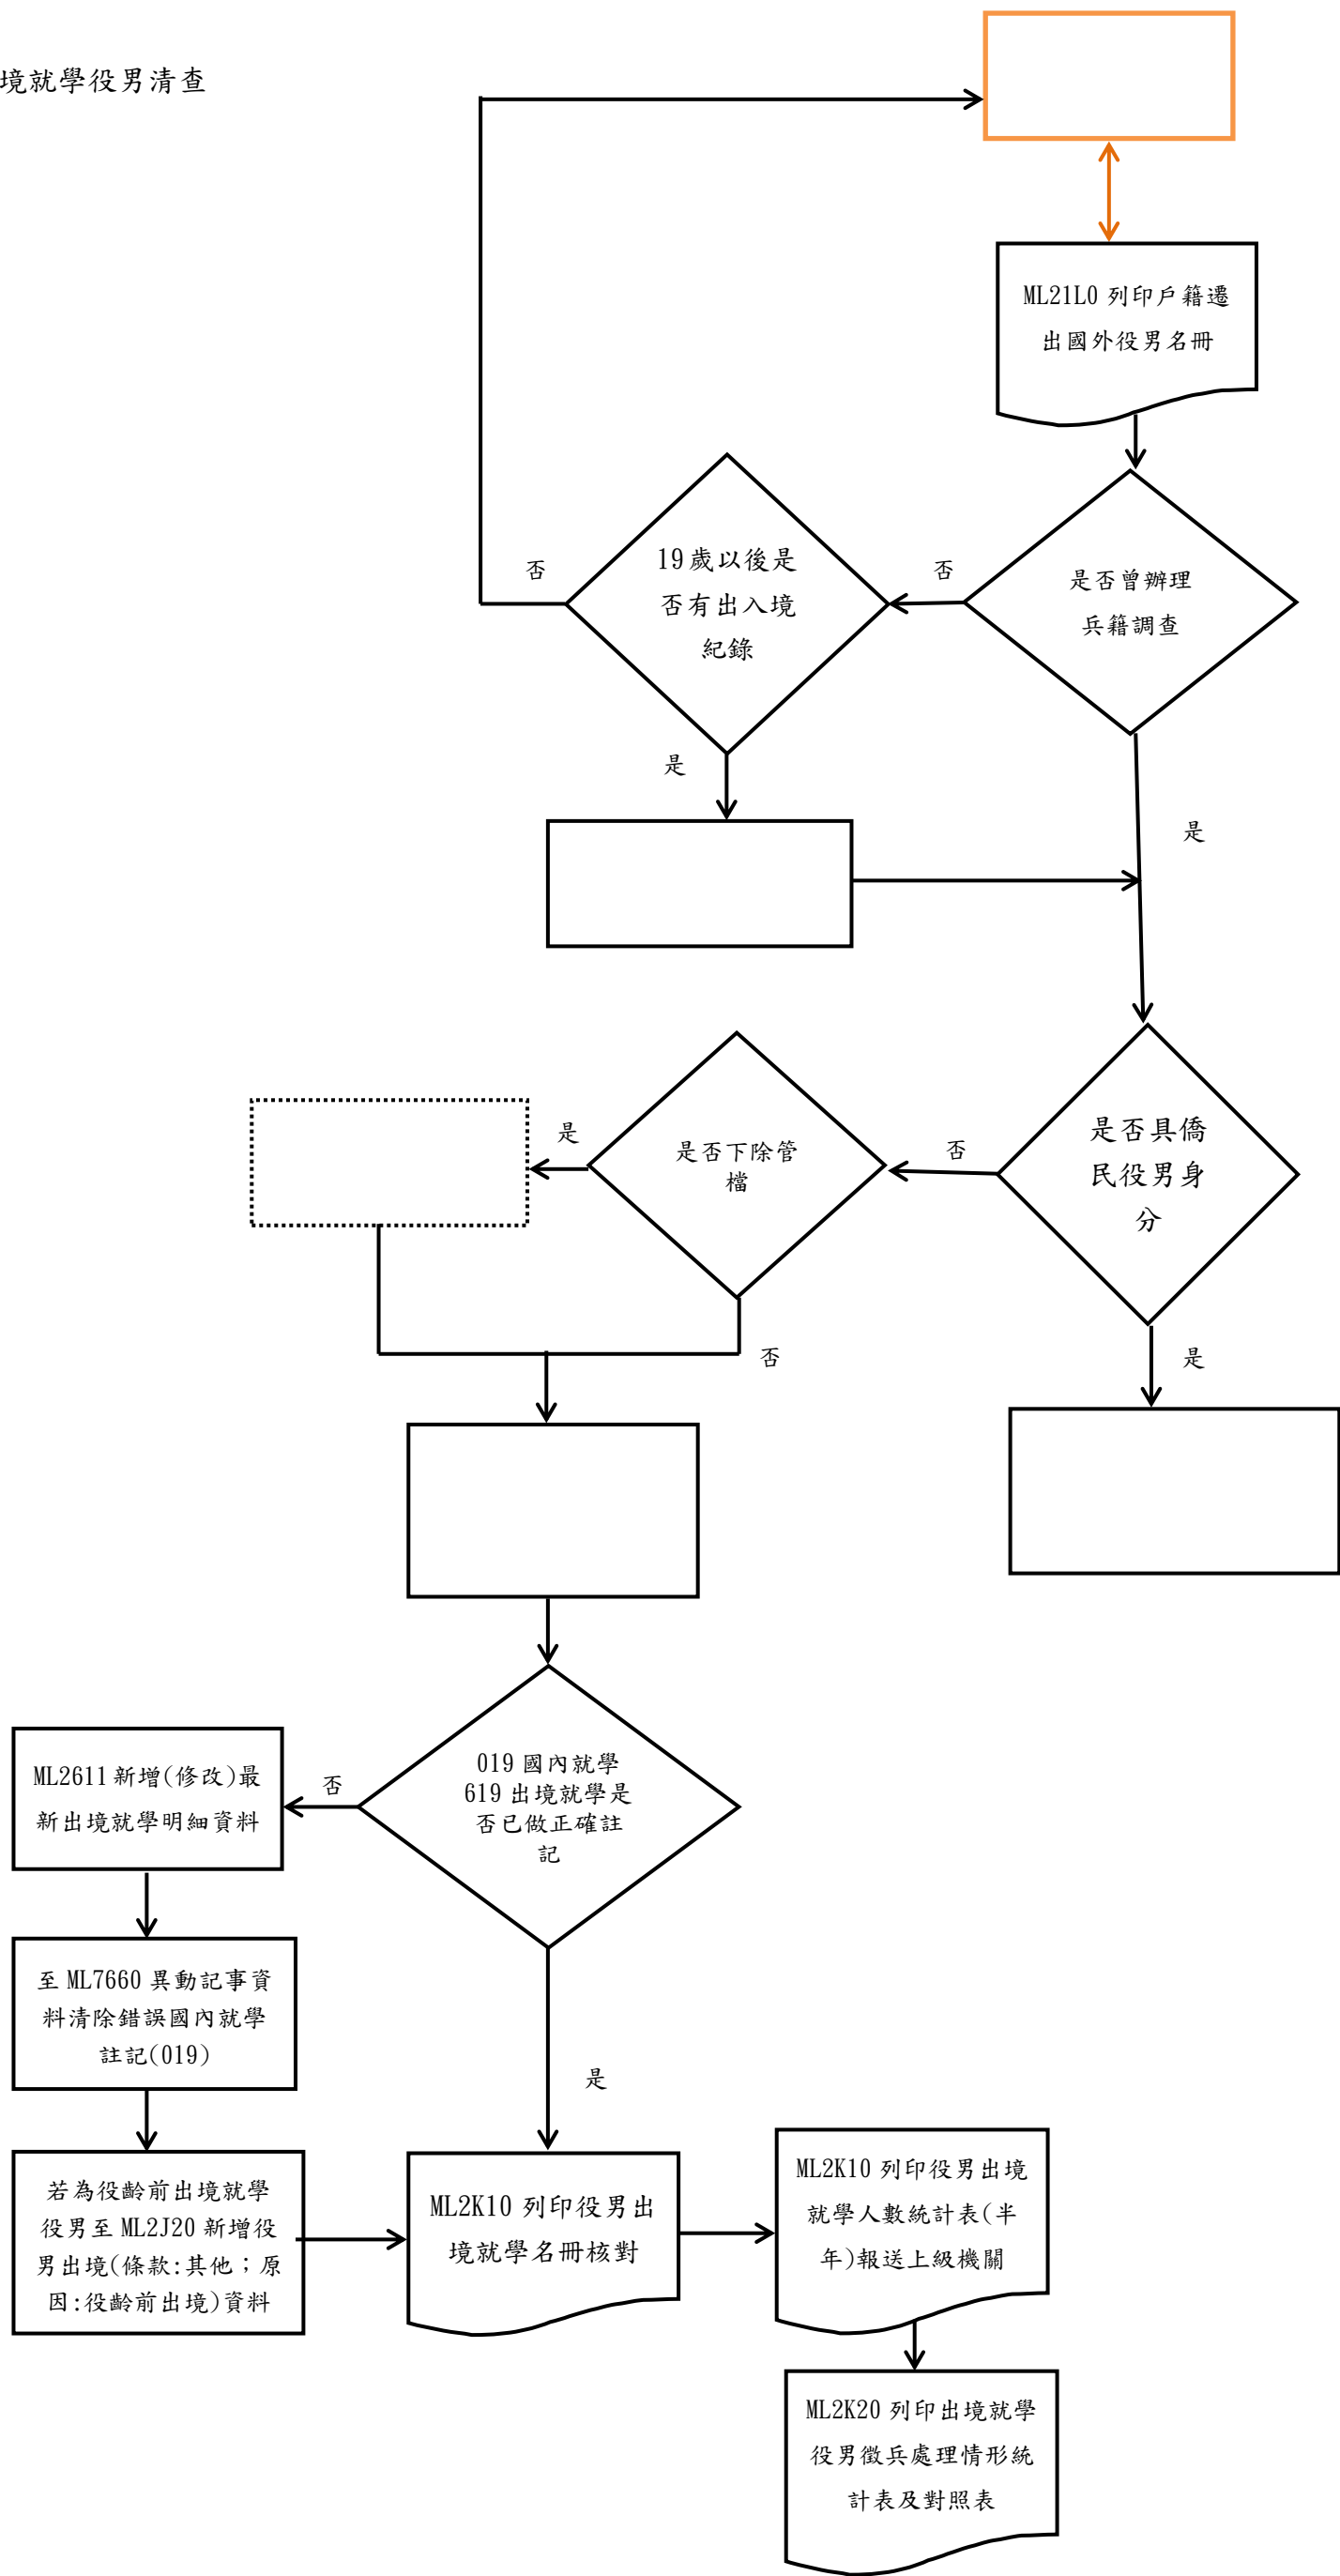 境就學役男清查
ML21L0 列印戶籍遷
出國外役男名冊
19歲以後是
否有出入境
紀錄
否
否
是否曾辦理
兵籍調查
是
是
是否具僑
民役男身
分
否
是否下除管
檔
是
否
是
019 國內就學
619 出境就學是
否已做正確註
記
否
ML2611 新增(修改)最
新出境就學明細資料
至 ML7660 異動記事資
料清除錯誤國內就學
註記(019)
是
若為役齡前出境就學
役男至 ML2J20 新增役
男出境(條款:其他；原
因:役齡前出境)資料
ML2K10 列印役男出
境就學名冊核對
ML2K10 列印役男出境
就學人數統計表(半
年)報送上級機關
ML2K20 列印出境就學
役男徵兵處理情形統
計表及對照表